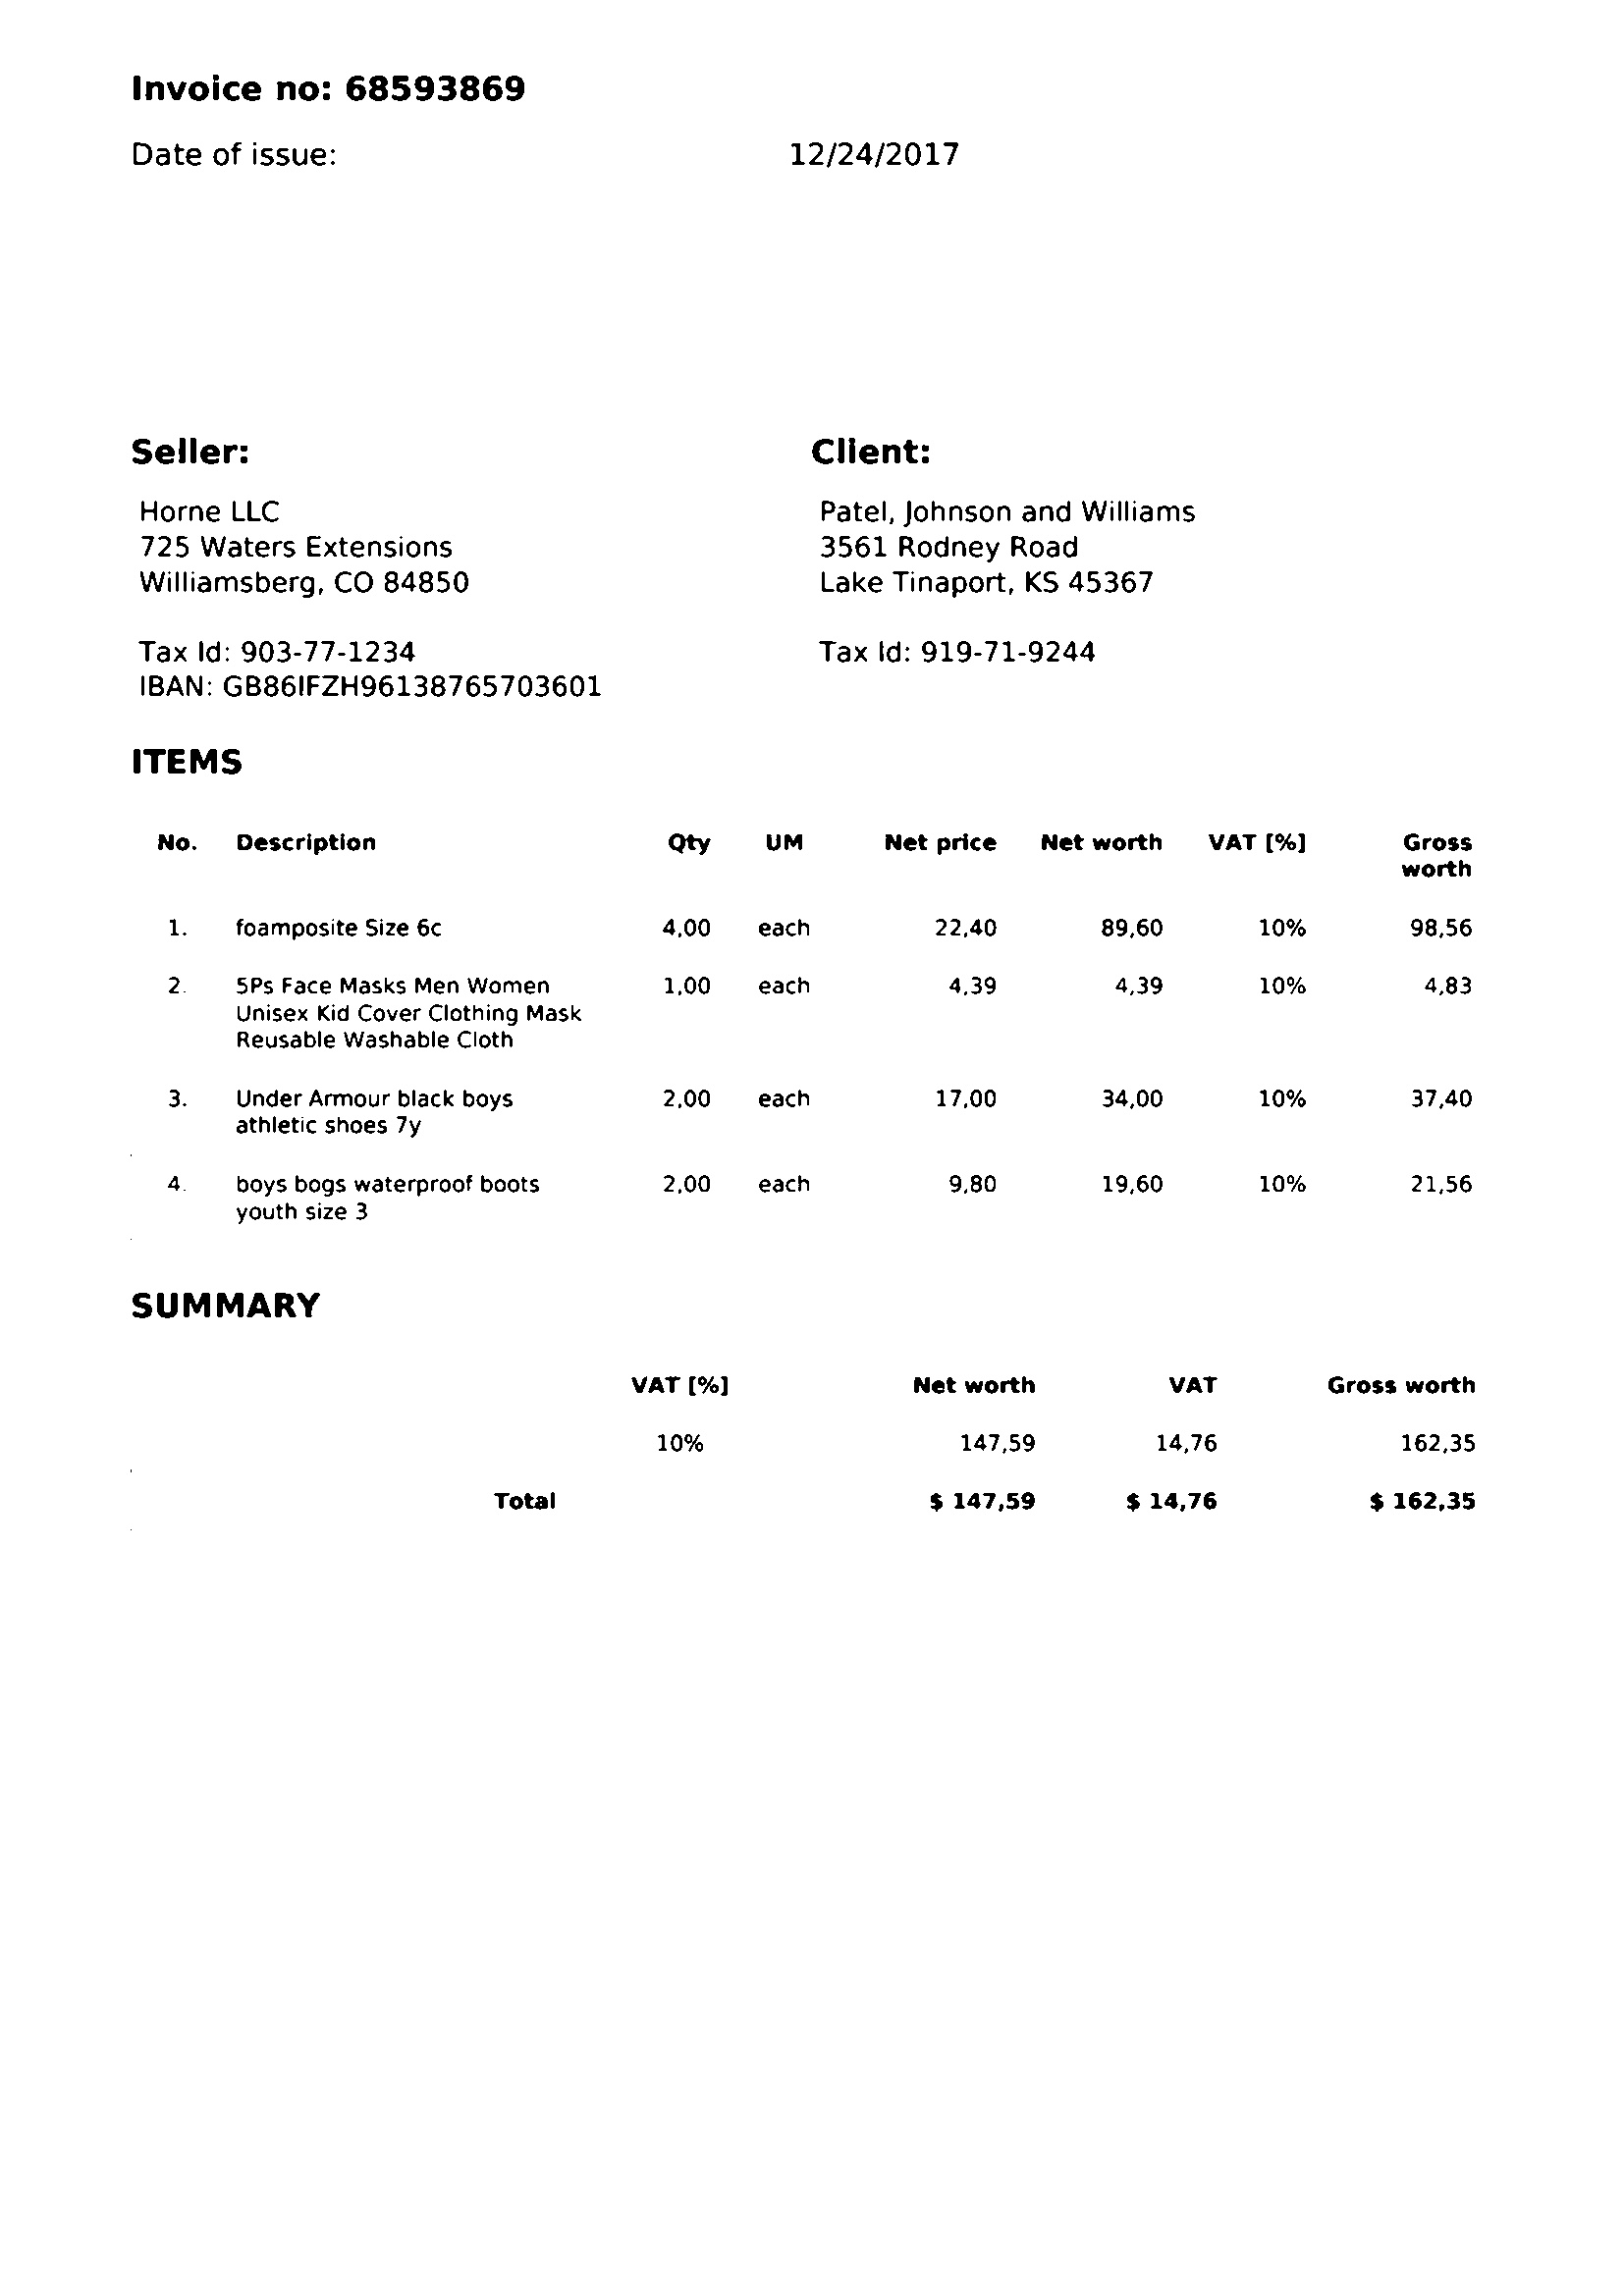 Invoice no: 68593869
Date of issue: 12/24/2017
Seller: Client:
Horne LLC Patel, Johnson and Williams
725 Waters Extensions 3561 Rodney Road
Williamsberg, CO 84850 Lake Tinaport, KS 45367
Tax Id: 903-77-1234 Tax Id: 919-71-9244
IBAN: GB86IFZH96138765703601
ITEMS
No. Description Qty UM Net price Net worth VAT [%] Gross
worth
1. foamposite Size 6c 4,00 each 22,40 89,60 10% 98,56
2. 5Ps Face Masks Men Women 1,00 each 4,39 4,39 10% 4,83
Unisex Kid Cover Clothing Mask
Reusable Washable Cloth
3. Under Armour black boys 2,00 each 17,00 34,00 10% 37,40
athletic shoes 7y
4. boys bogs waterproof boots 2,00 each 9,80 19,60 10% 21,56
youth size 3
SUMMARY
VAT [%] Net worth VAT Gross worth
10% 147,59 14,76 162,35
Total $ 147,59 $ 14,76 $ 162,35